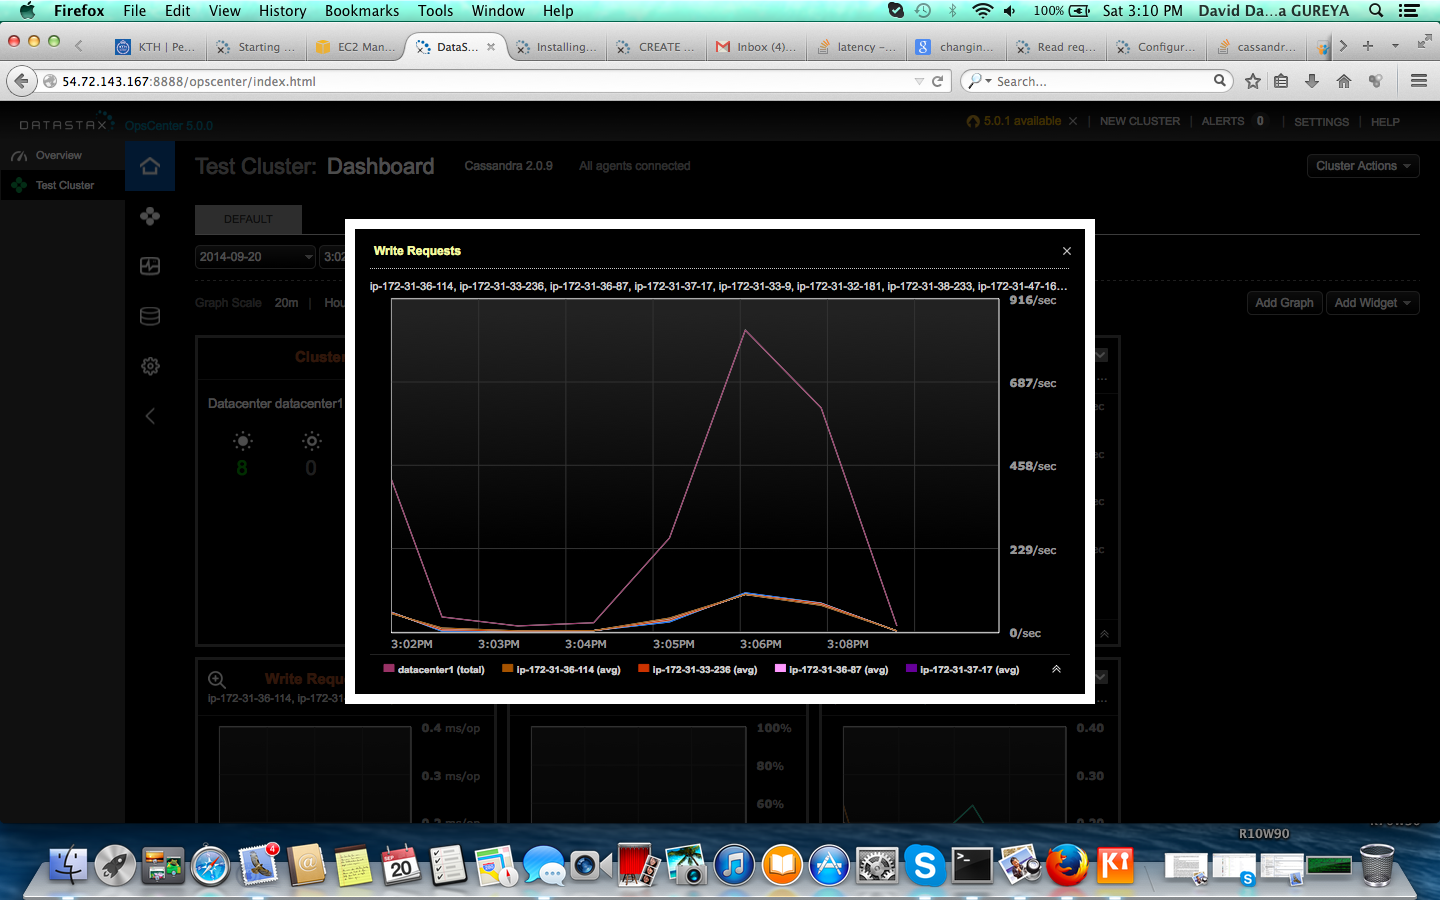 Firefox File Edit View History Bookmarks Tools Window Help 100% Sat 3:10 PM David Da...a GUREYA
KTH | Pe... Starting ... EC2 Man... DataS... Installing... CREATE ... Inbox (4)... latency -... changin... Read req... Configur... cassandr...
54.72.143.167:8888/opscenter/index.html Search...
DATASTAX OpsCenter 5.0.0 5.0.1 available × NEW CLUSTER | ALERTS 0 | SETTINGS | HELP
Overview
Test Cluster
Test Cluster: Dashboard Cassandra 2.0.9 All agents connected Cluster Actions
DEFAULT
2014-09-20 3:02
Graph Scale 20m | Hou
Add Graph Add Widget
Cluster
Datacenter datacenter1
8 0
Write Requests ×
ip-172-31-36-114, ip-172-31-33-236, ip-172-31-36-87, ip-172-31-37-17, ip-172-31-33-9, ip-172-31-32-181, ip-172-31-38-233, ip-172-31-47-16...
916/sec
687/sec
458/sec
229/sec
0/sec
3:02PM 3:03PM 3:04PM 3:05PM 3:06PM 3:08PM
datacenter1 (total) ip-172-31-36-114 (avg) ip-172-31-33-236 (avg) ip-172-31-36-87 (avg) ip-172-31-37-17 (avg)
Write Requ
ip-172-31-36-114, ip-172-31
0.4 ms/op
0.3 ms/op
100%
80%
60%
0.40
0.30
0.20
R10W90
4
SEP
20